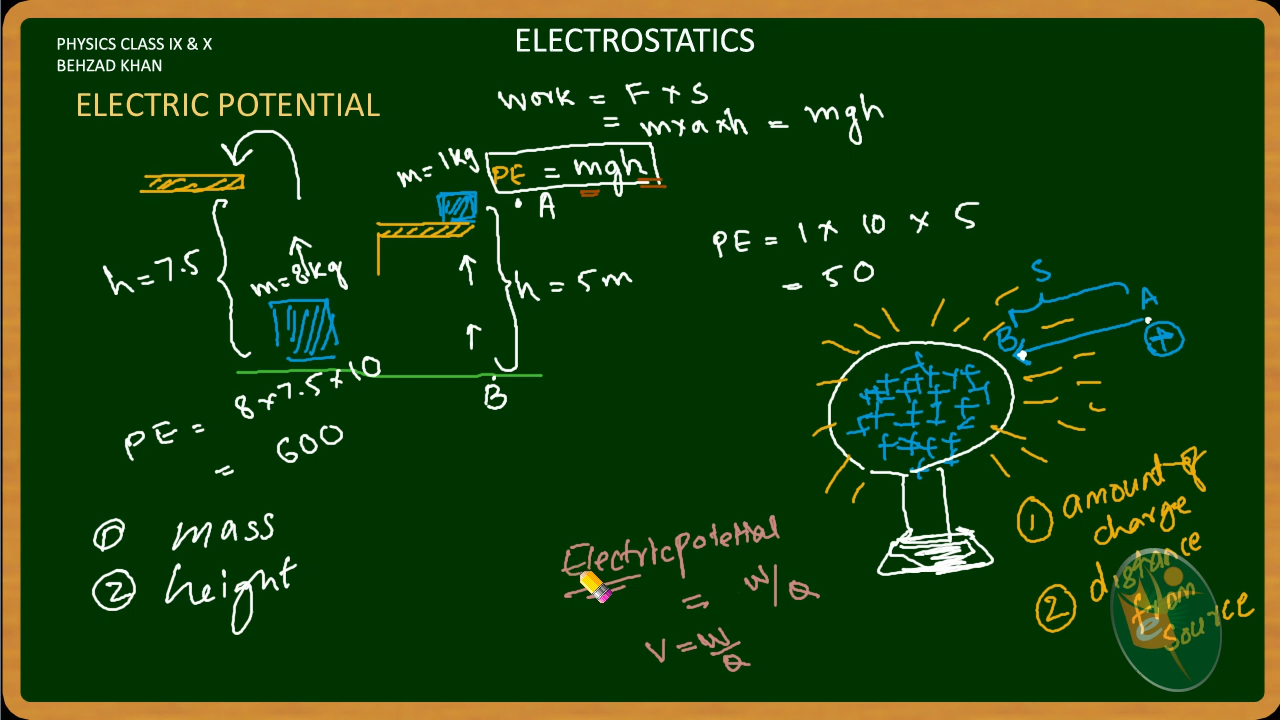 PHYSICS CLASS IX & X
BEHZAD KHAN
ELECTROSTATICS
ELECTRIC POTENTIAL
Work = F × S
= m×a×h = mgh
PE = mgh
m=1kg
A
h = 5m
B
h=7.5
m=8kg
PE = 8×7.5×10
= 600
① mass
② height
PE = 1 × 10 × 5
= 50
S
A
B
+
① amount of
charge
② distance
from
source
Electric potential
= W/Q
V = W/Q